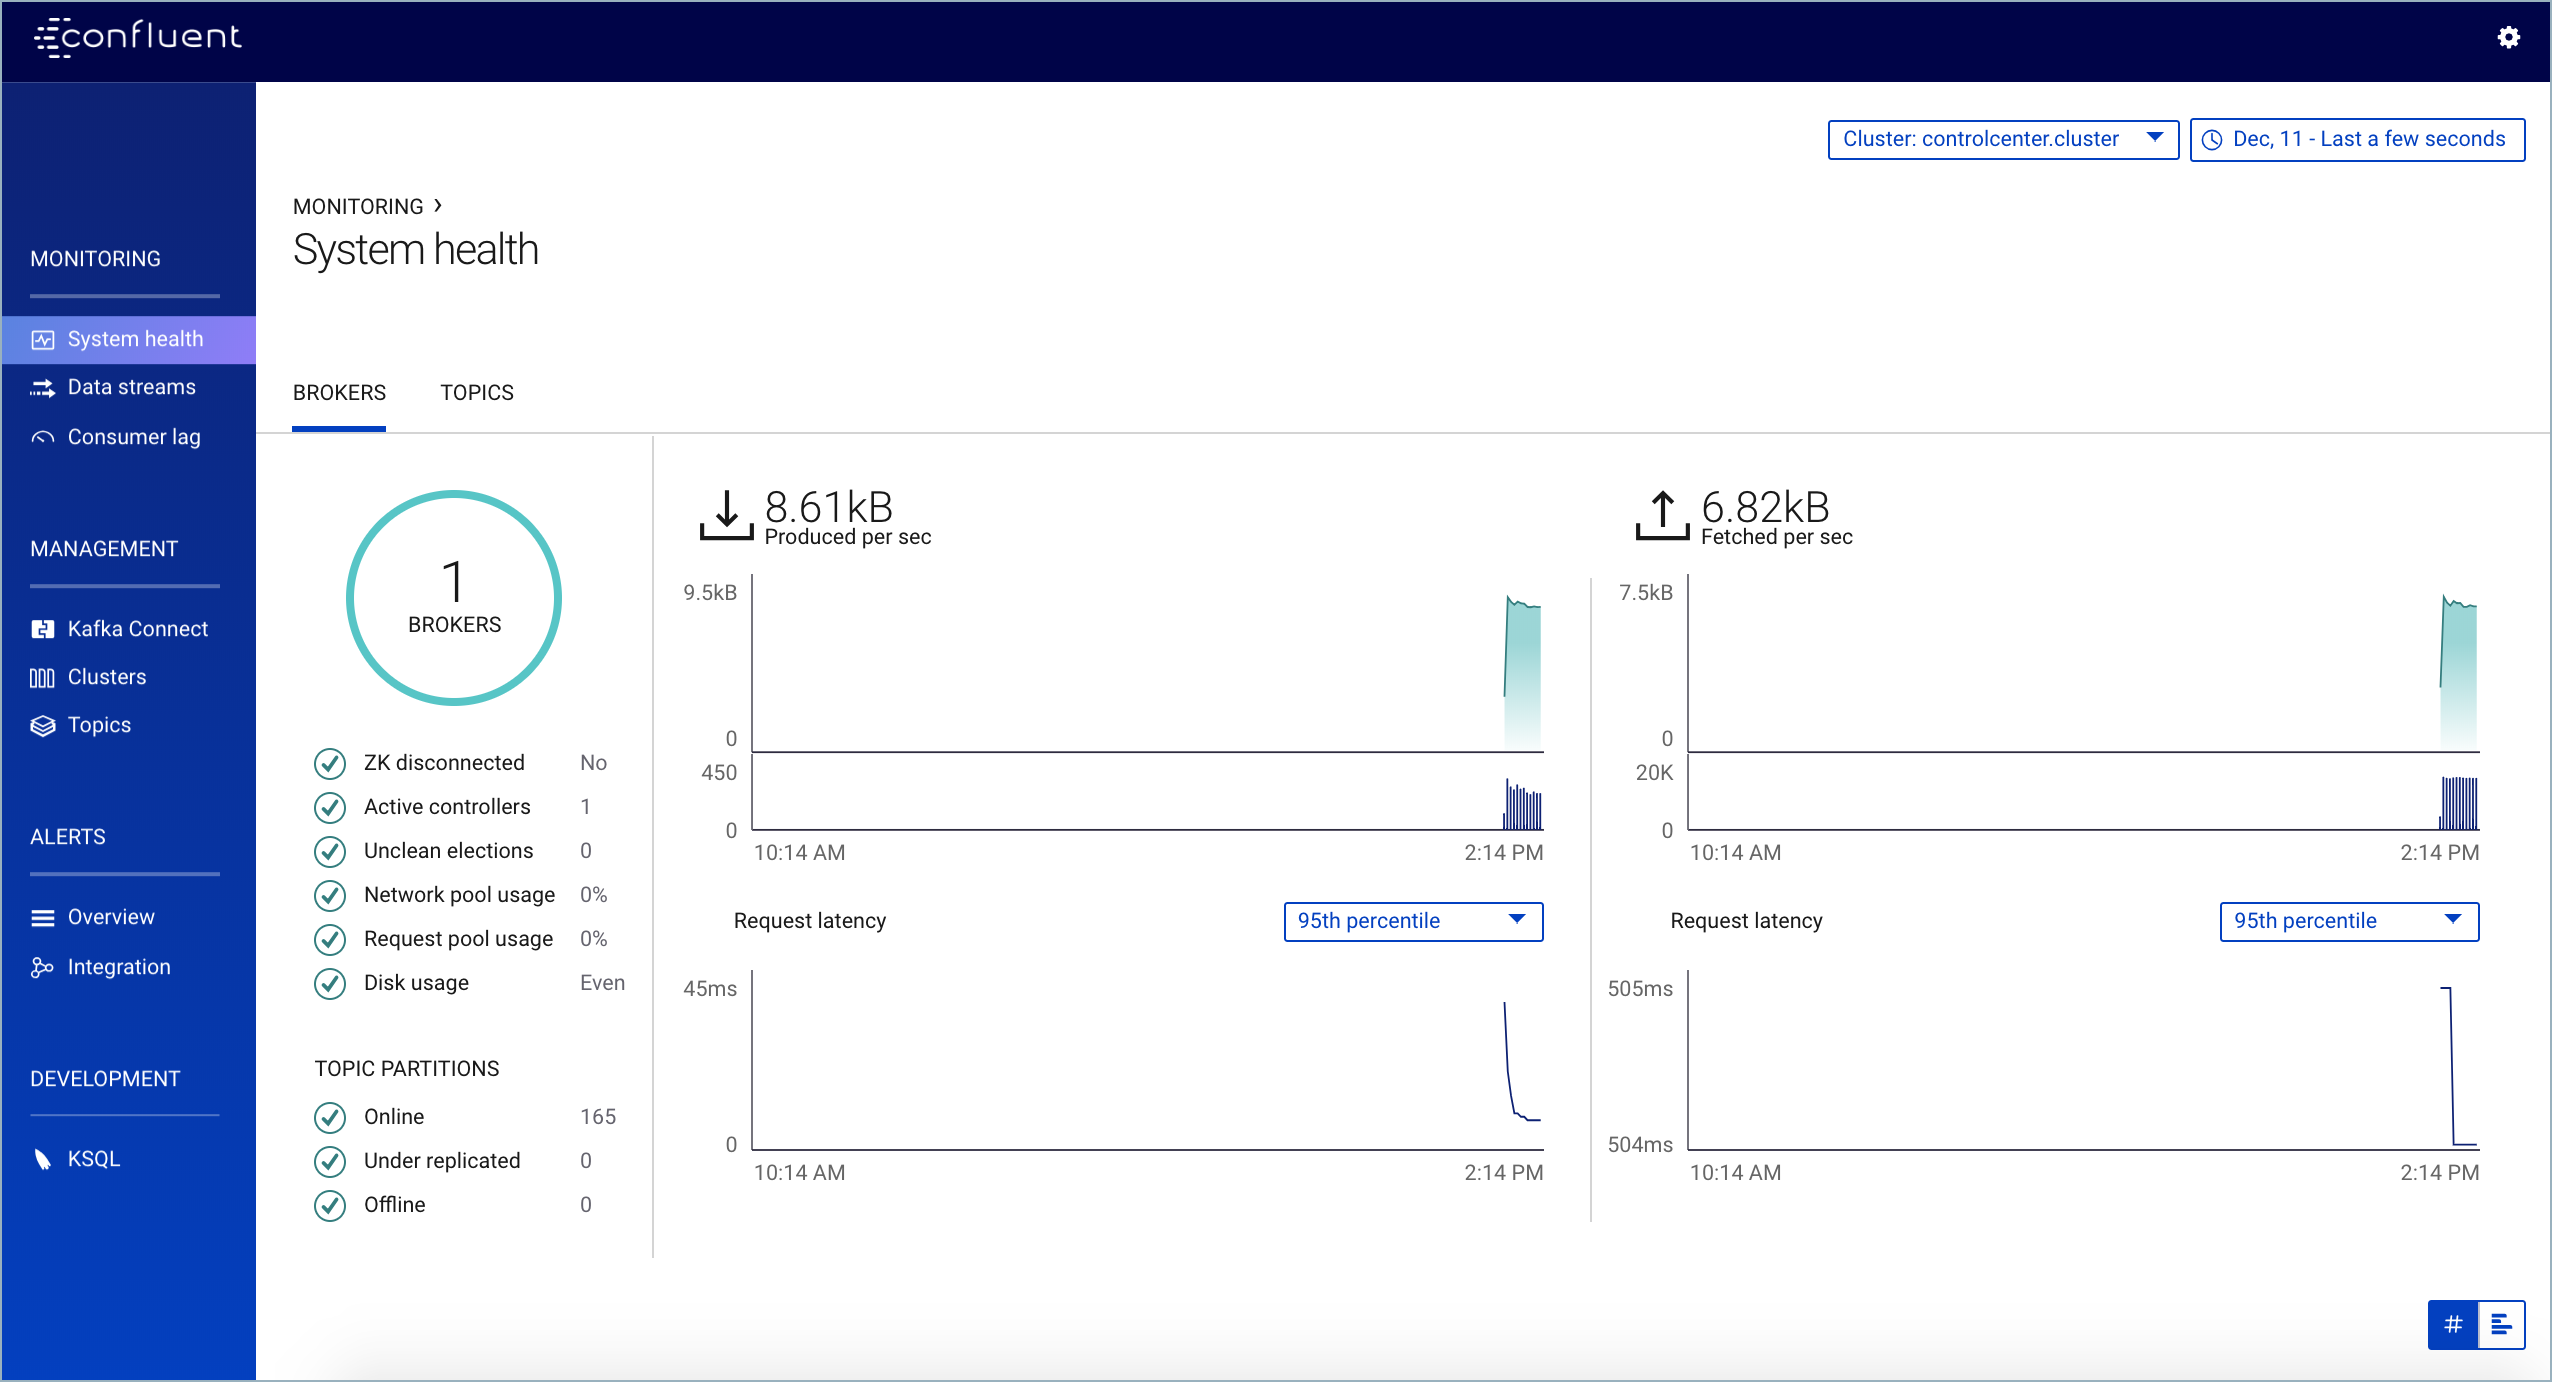 confluent
Cluster: controlcenter.cluster
Dec, 11 - Last a few seconds
MONITORING
System health
Data streams
Consumer lag
MANAGEMENT
Kafka Connect
Clusters
Topics
ALERTS
Overview
Integration
DEVELOPMENT
KSQL
MONITORING ›
System health
BROKERS TOPICS
1
BROKERS
ZK disconnected No
Active controllers 1
Unclean elections 0
Network pool usage 0%
Request pool usage 0%
Disk usage Even
TOPIC PARTITIONS
Online 165
Under replicated 0
Offline 0
8.61kB
Produced per sec
9.5kB
0
450
0
10:14 AM 2:14 PM
Request latency 95th percentile
45ms
0
10:14 AM 2:14 PM
6.82kB
Fetched per sec
7.5kB
0
20K
0
10:14 AM 2:14 PM
Request latency 95th percentile
505ms
504ms
10:14 AM 2:14 PM
#